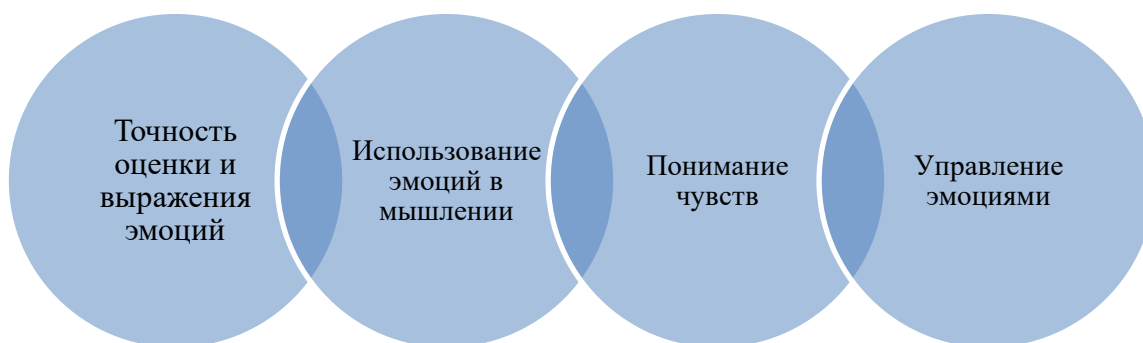 Точность
оценки и
выражения
эмоций
Использование
эмоций в
мышлении
Понимание
чувств
Управление
эмоциями